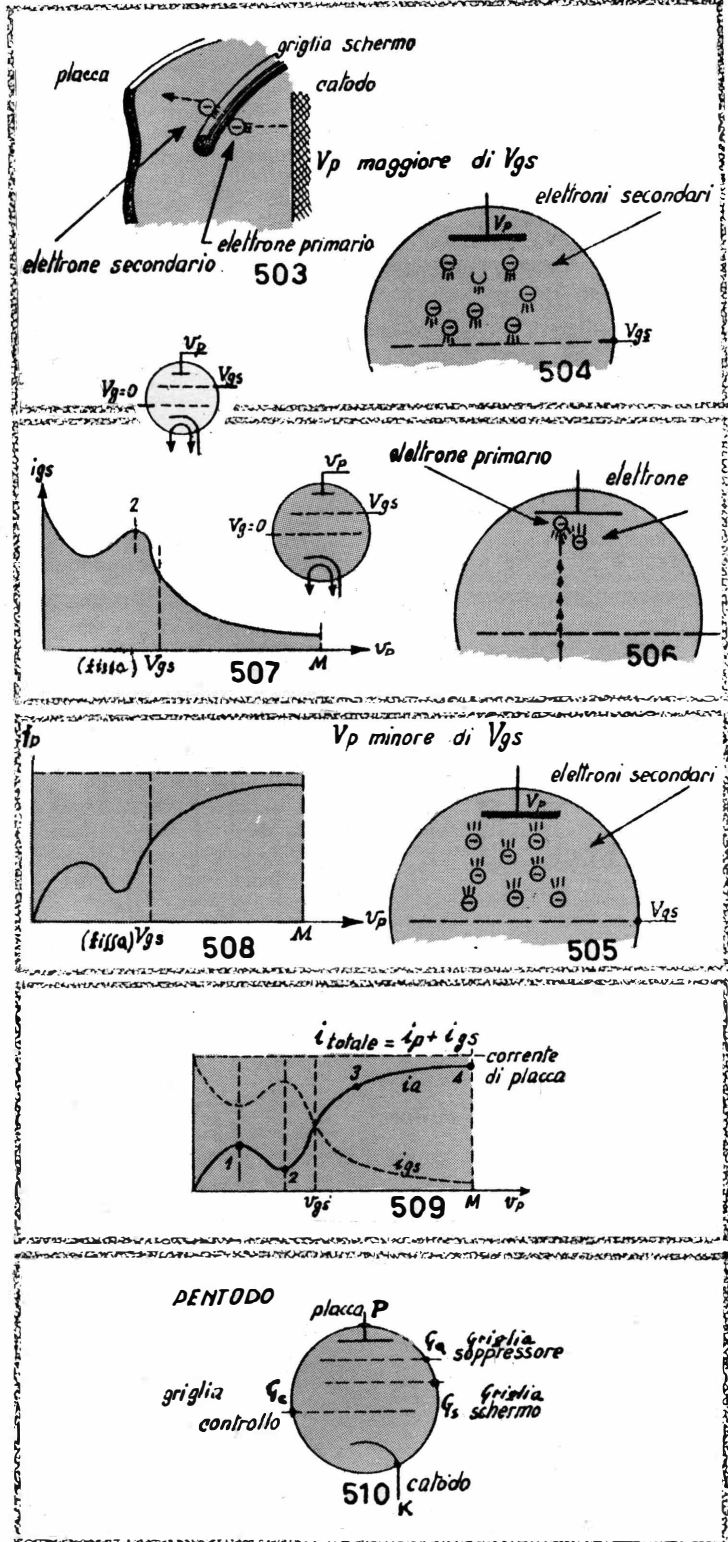 griglia schermo
placca
catodo
Vp maggiore di Vgs
elettroni secondari
Vp
elettrone primario
elettrone secondario
503
Vgs
504
vp
Vgs
Vg=0
elettrone primario
elettrone
igs
2
vp
Vgs
Vg=0
(fissa) Vgs
507
M
vp
506
ip
Vp minore di Vgs
elettroni secondari
Vp
(fissa) Vgs
508
M
vp
Vgs
505
i totale = ip + igs
corrente
di placca
3
ia
4
1
2
igs
vgs
509
M
vp
PENTODO
placca P
Ga griglia
soppressore
griglia
Gc
controllo
Gs
griglia
schermo
510
catodo
K